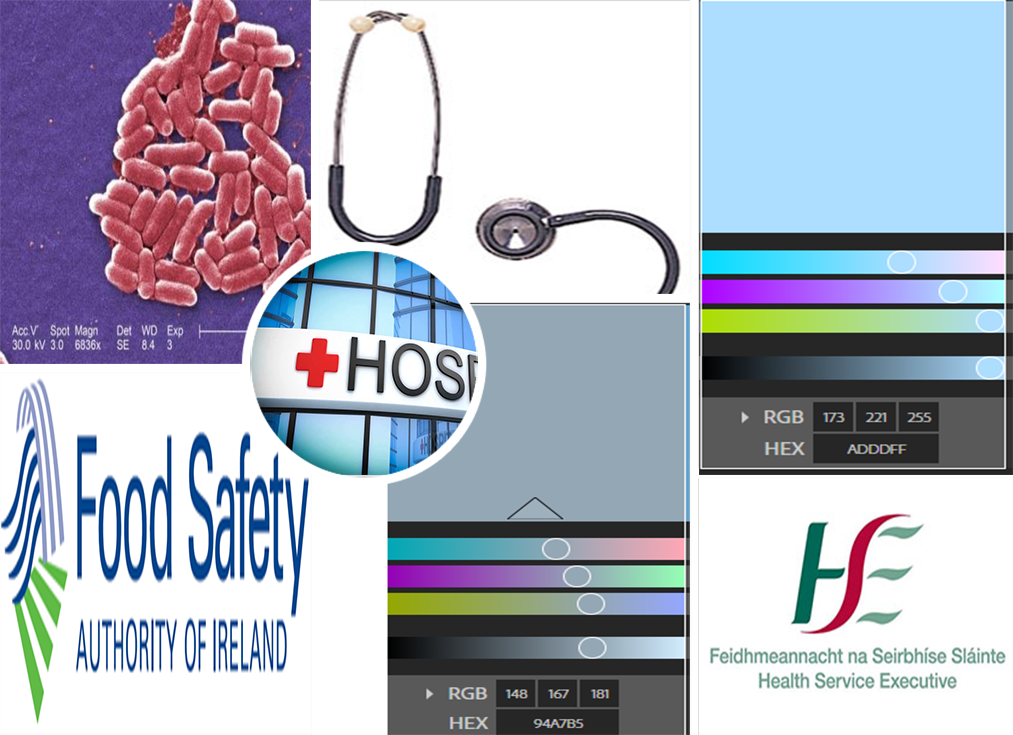 Acc.V Spot Magn Det WD Exp
30.0 kV 3.0 6836x SE 8.4 3
HOSP
Food Safety
AUTHORITY OF IRELAND
RGB 173 221 255
HEX ADDDFF
RGB 148 167 181
HEX 94A7B5
HSE
Feidhmeannacht na Seirbhíse Sláinte
Health Service Executive